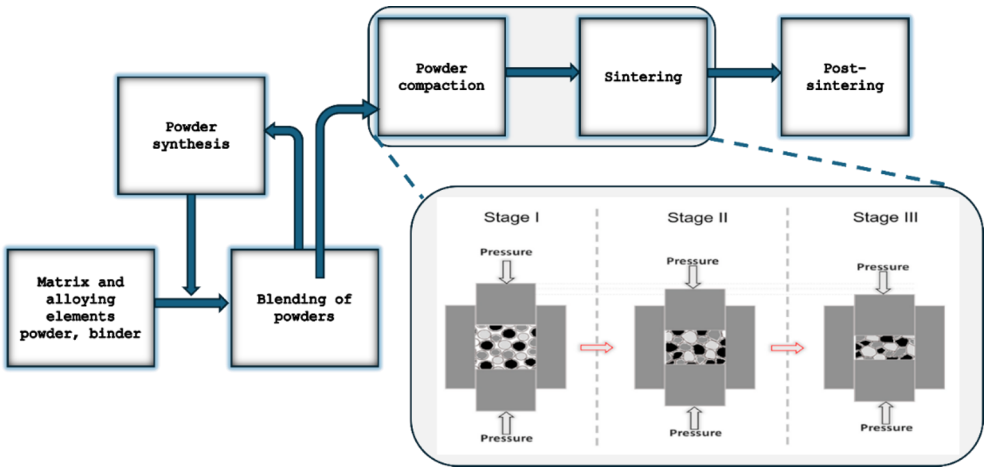 Powder
compaction
Sintering
Post-
sintering
Powder
synthesis
Matrix and
alloying
elements
powder, binder
Blending of
powders
Stage I
Stage II
Stage III
Pressure
Pressure
Pressure
Pressure
Pressure
Pressure